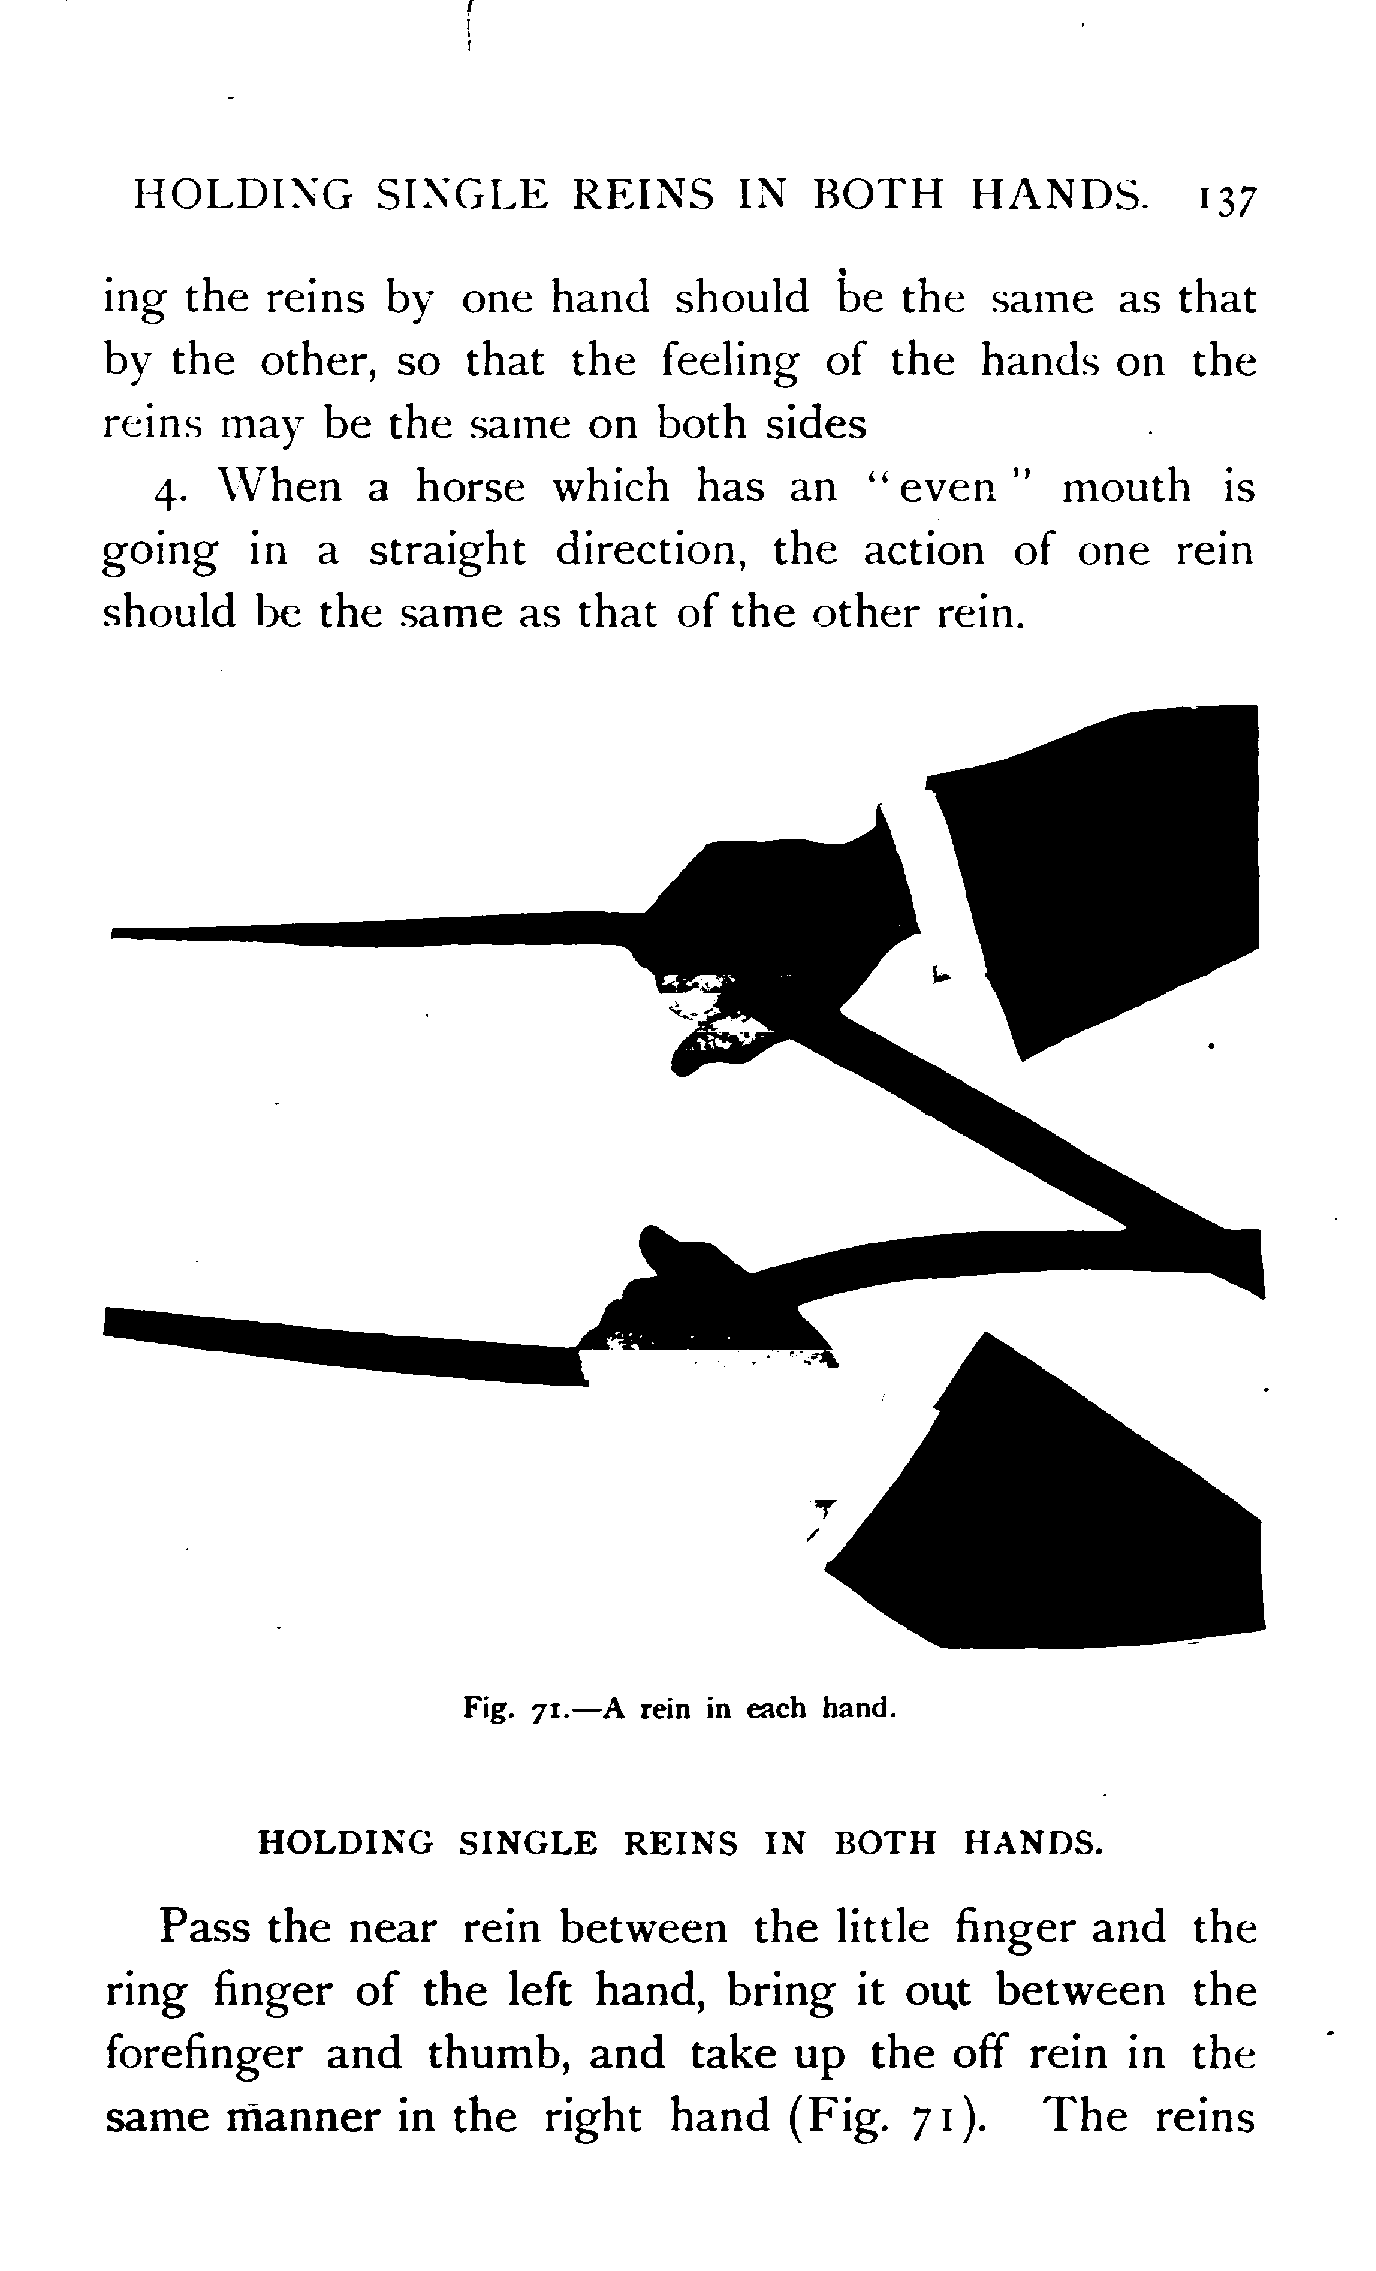 HOLDING SINGLE REINS IN BOTH HANDS. 137
ing the reins by one hand should be the same as that
by the other, so that the feeling of the hands on the
reins may be the same on both sides
4. When a horse which has an "even" mouth is
going in a straight direction, the action of one rein
should be the same as that of the other rein.
Fig. 71.—A rein in each hand.
HOLDING SINGLE REINS IN BOTH HANDS.
Pass the near rein between the little finger and the
ring finger of the left hand, bring it out between the
forefinger and thumb, and take up the off rein in the
same manner in the right hand (Fig. 71). The reins